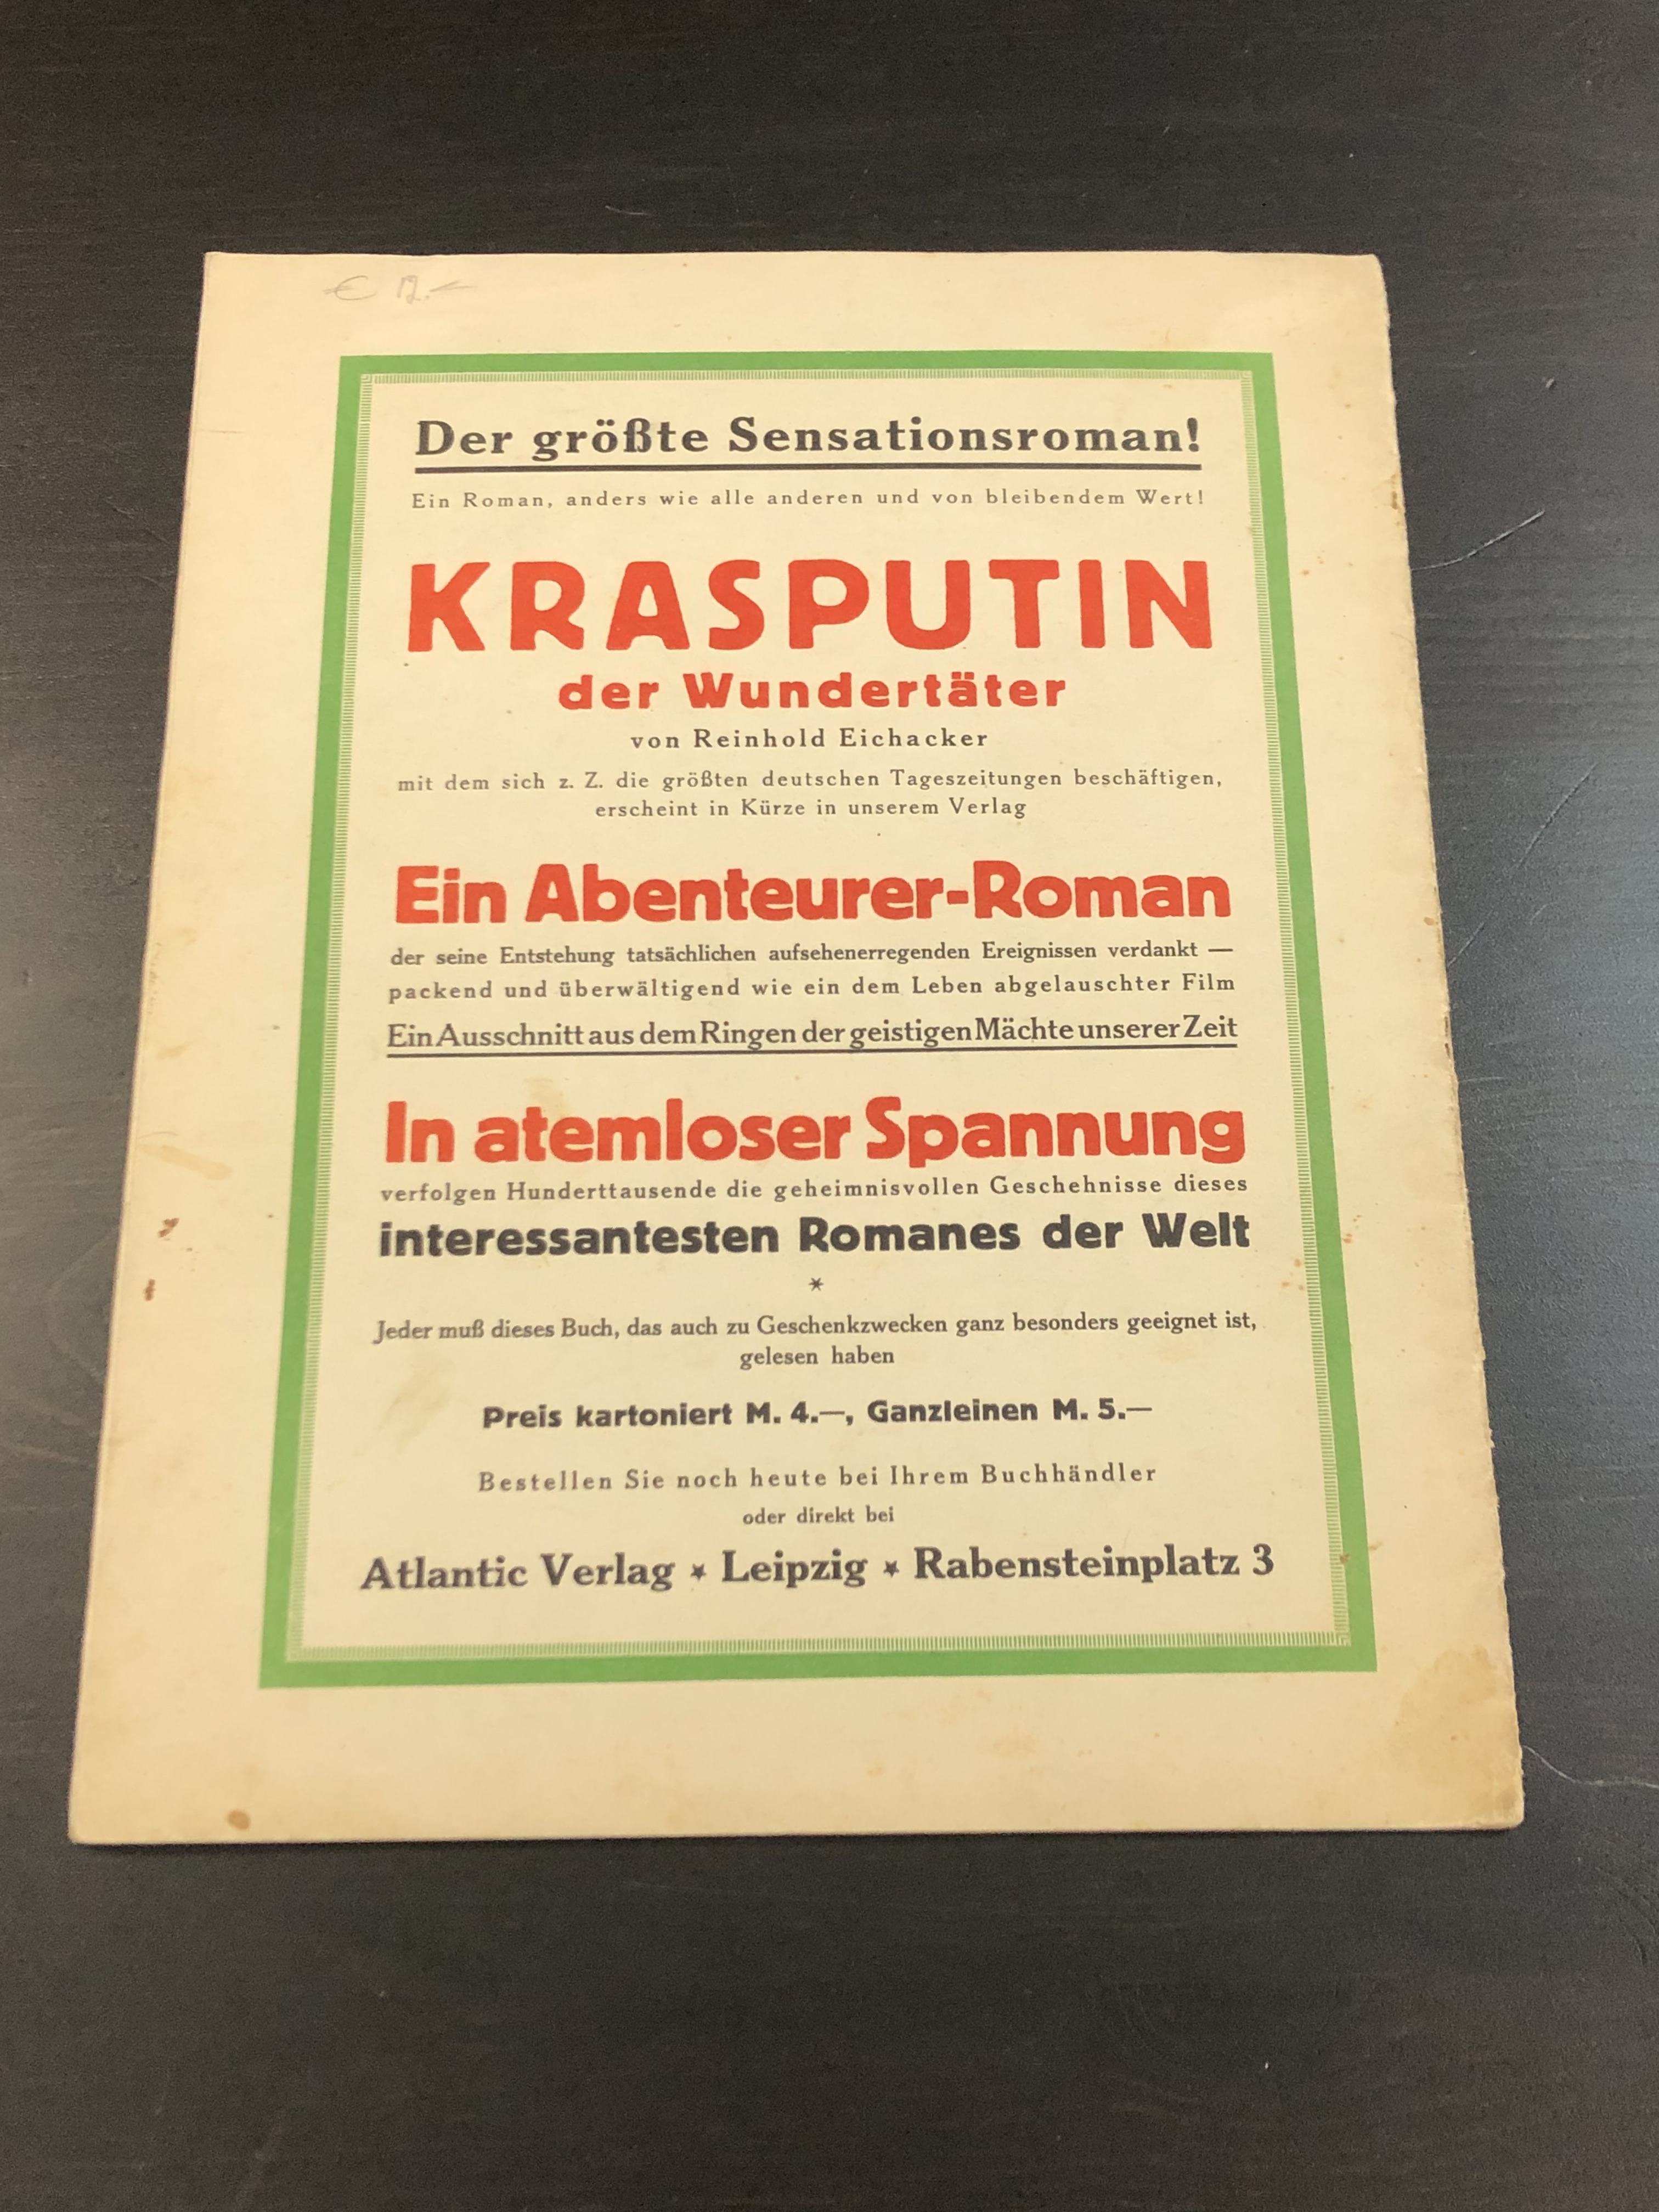 Der größte Sensationsroman!
Ein Roman, anders wie alle anderen und von bleibendem Wert!
KRASPUTIN
der Wundertäter
von Reinhold Eichacker
mit dem sich z. Z. die größten deutschen Tageszeitungen beschäftigen,
erscheint in Kürze in unserem Verlag
Ein Abenteurer-Roman
der seine Entstehung tatsächlichen aufsehenerregenden Ereignissen verdankt —
packend und überwältigend wie ein dem Leben abgelauschter Film
Ein Ausschnitt aus dem Ringen der geistigen Mächte unserer Zeit
In atemloser Spannung
verfolgen Hunderttausende die geheimnisvollen Geschehnisse dieses
interessantesten Romanes der Welt
*
Jeder muß dieses Buch, das auch zu Geschenkzwecken ganz besonders geeignet ist,
gelesen haben
Preis kartoniert M. 4.—, Ganzleinen M. 5.—
Bestellen Sie noch heute bei Ihrem Buchhändler
oder direkt bei
Atlantic Verlag * Leipzig * Rabensteinplatz 3